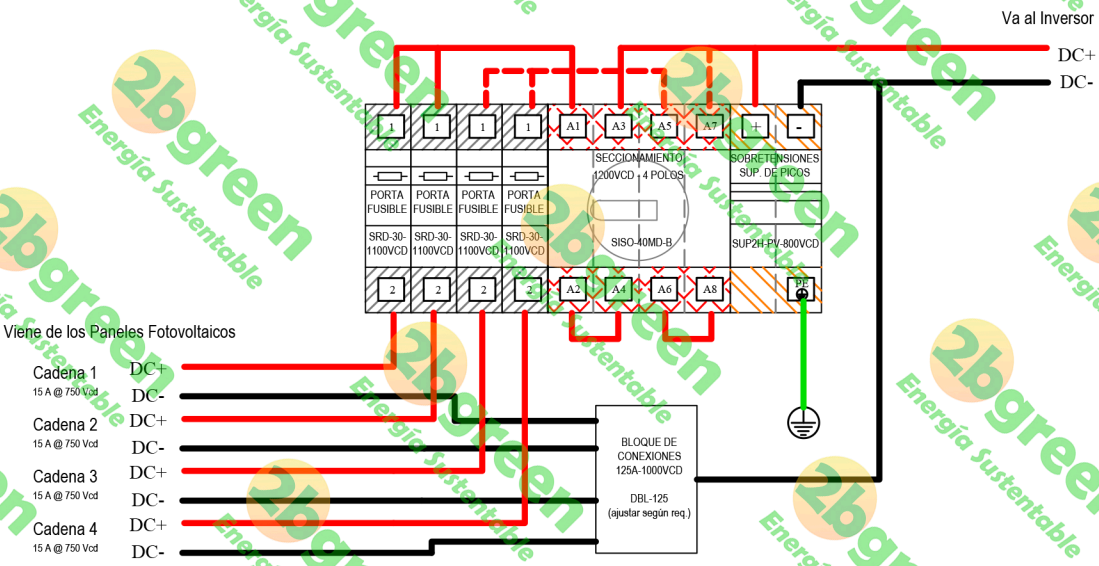 Va al Inversor
DC+
DC-
1
1
1
1
A1
A3
A5
A7
+
-
SECCIONAMIENTO
1200VCD - 4 POLOS
SOBRETENSIONES
SUP. DE PICOS
PORTA
FUSIBLE
PORTA
FUSIBLE
PORTA
FUSIBLE
PORTA
FUSIBLE
SRD-30-
1100VCD
SRD-30-
1100VCD
SRD-30-
1100VCD
SRD-30-
1100VCD
SISO-40MD-B
SUP2H-PV-800VCD
2
2
2
2
A2
A4
A6
A8
PE
Viene de los Paneles Fotovoltaicos
Cadena 1
15 A @ 750 Vcd
DC+
DC-
Cadena 2
15 A @ 750 Vcd
DC+
DC-
Cadena 3
15 A @ 750 Vcd
DC+
DC-
Cadena 4
15 A @ 750 Vcd
DC+
DC-
BLOQUE DE
CONEXIONES
125A-1000VCD
DBL-125
(ajustar según req.)
2bgreen
Energía Sustentable